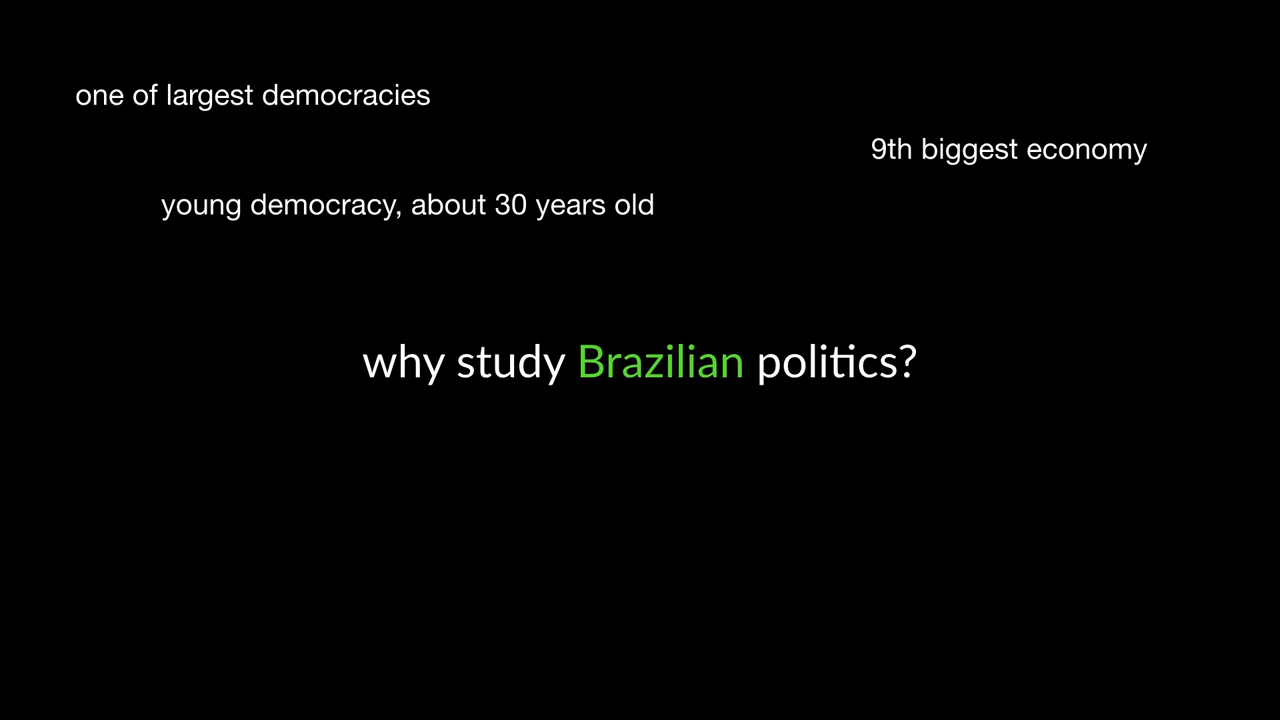 one of largest democracies
9th biggest economy
young democracy, about 30 years old
why study Brazilian politics?